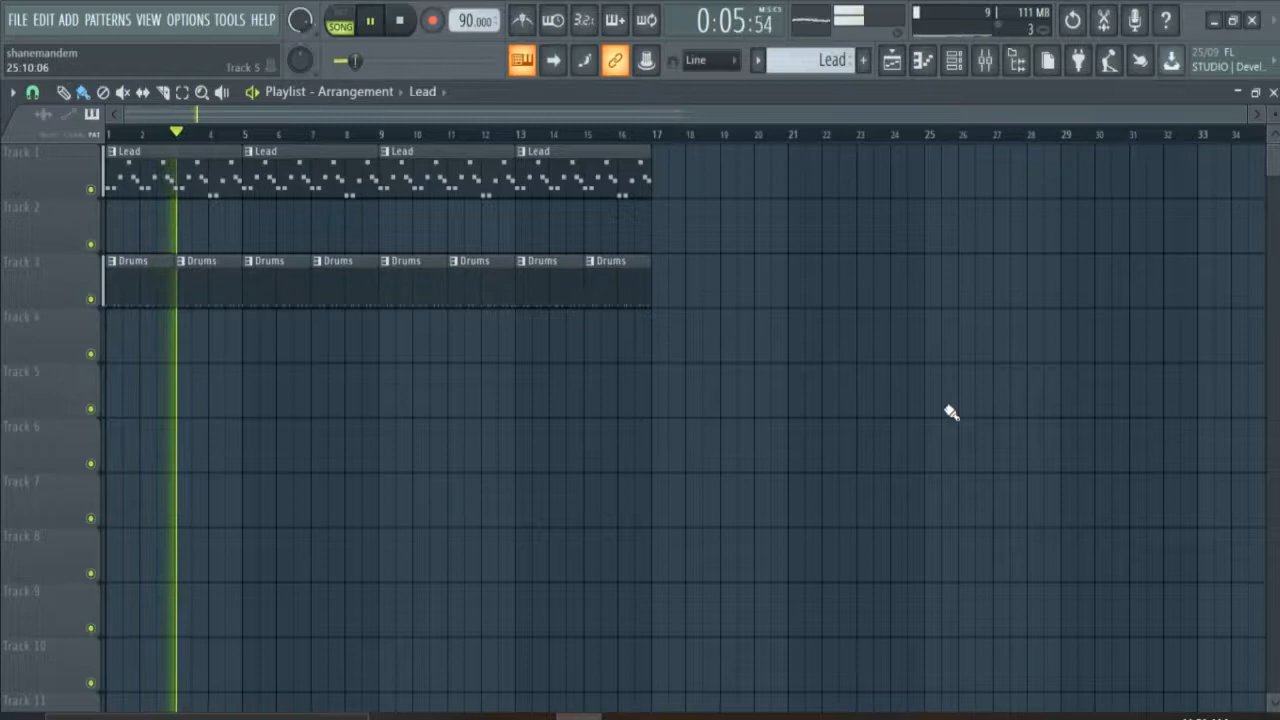 FILE EDIT ADD PATTERNS VIEW OPTIONS TOOLS HELP
SONG
90.000
3.2:
0:05:54
M:S:CS
9
111 MB
3
shanemandem
25:10:06
Track 5
Line
Lead
25/09 FL
STUDIO | Devel..
Playlist - Arrangement Lead
PAT
1 2 3 4 5 6 7 8 9 10 11 12 13 14 15 16 17 18 19 20 21 22 23 24 25 26 27 28 29 30 31 32 33 34
Track 1
Lead Lead Lead Lead
Track 2
Track 3
Drums Drums Drums Drums Drums Drums Drums Drums
Track 4
Track 5
Track 6
Track 7
Track 8
Track 9
Track 10
Track 11